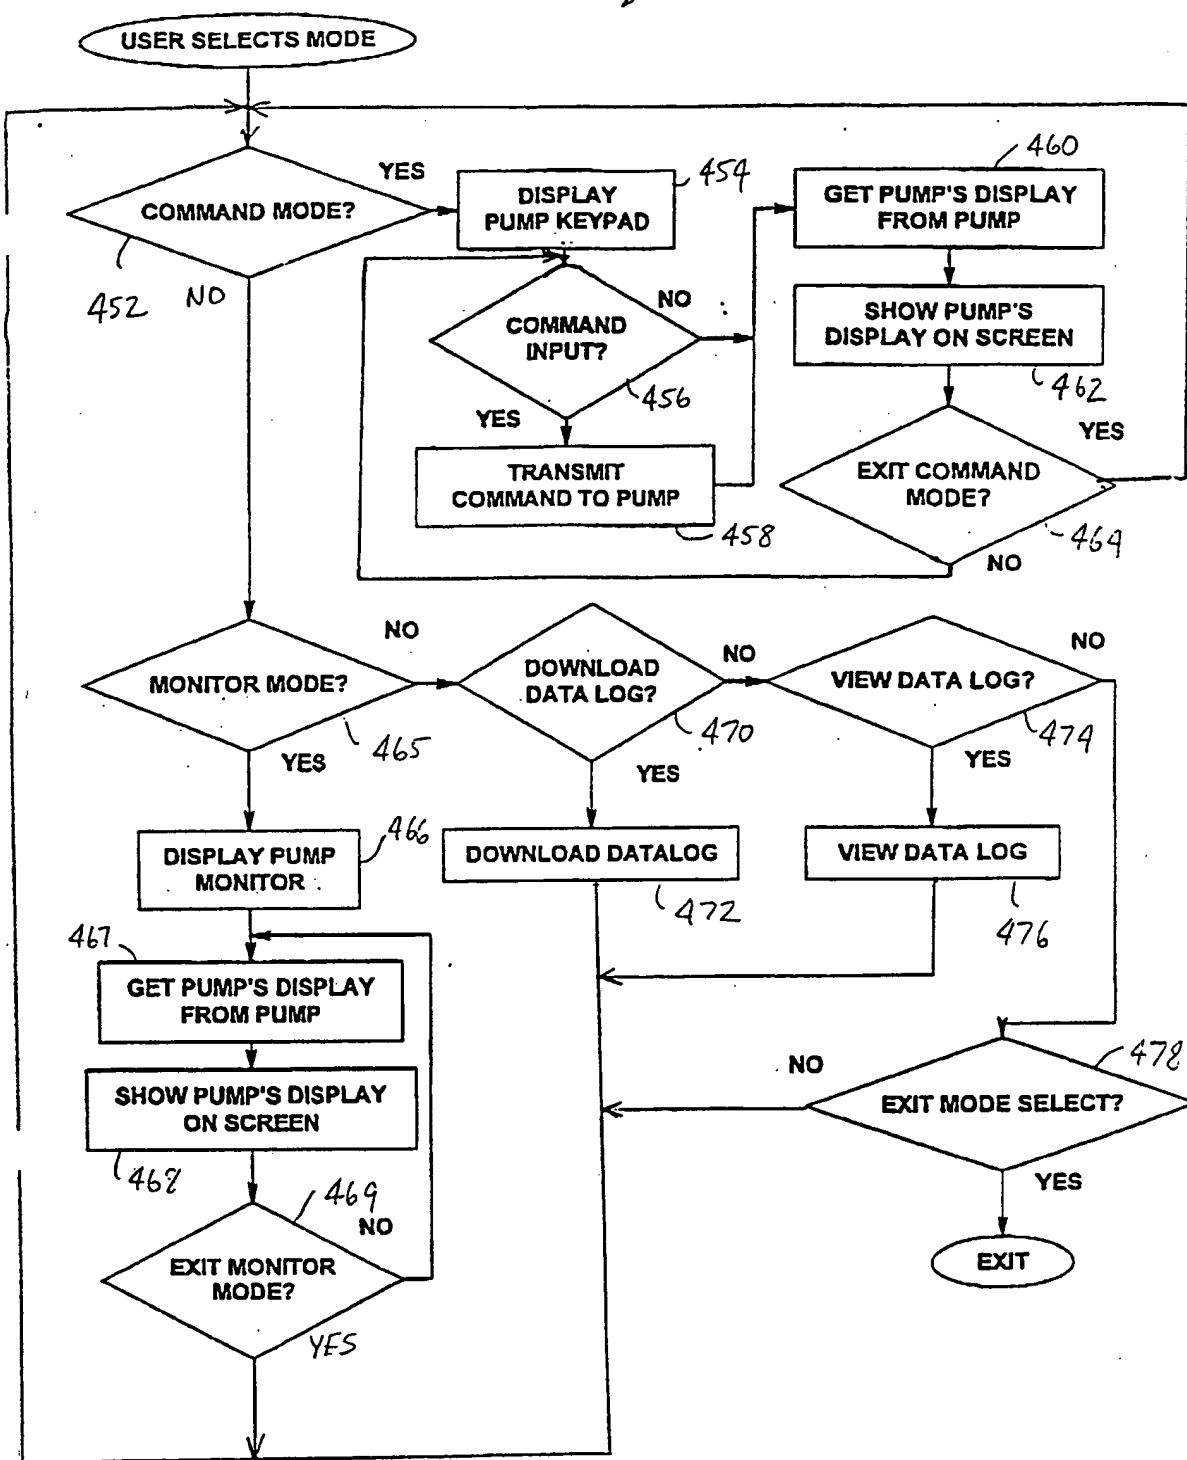 USER SELECTS MODE
COMMAND MODE?
YES
452
NO
DISPLAY
PUMP KEYPAD
454
COMMAND
INPUT?
NO
456
YES
TRANSMIT
COMMAND TO PUMP
458
460
GET PUMP'S DISPLAY
FROM PUMP
SHOW PUMP'S
DISPLAY ON SCREEN
462
EXIT COMMAND
MODE?
YES
464
NO
MONITOR MODE?
NO
465
YES
DOWNLOAD
DATA LOG?
NO
470
YES
VIEW DATA LOG?
NO
474
YES
DISPLAY PUMP
MONITOR
466
DOWNLOAD DATALOG
472
VIEW DATA LOG
476
467
GET PUMP'S DISPLAY
FROM PUMP
SHOW PUMP'S DISPLAY
ON SCREEN
468
469
NO
EXIT MONITOR
MODE?
YES
NO
EXIT MODE SELECT?
478
YES
EXIT